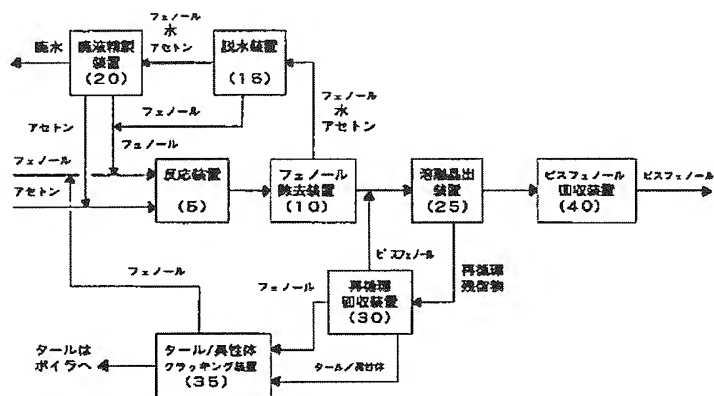 フェノール
水
アセトン
廃水
廃液精製
装置
(20)
脱水装置
(15)
フェノール
フェノール
水
アセトン
アセトン
フェノール
フェノール
アセトン
反応装置
(5)
フェノール
除去装置
(10)
溶融晶出
装置
(25)
ビスフェノール
回収装置
(40)
ビスフェノール
フェノール
フェノール
ビスフェノール
再循環
回収装置
(30)
再循環
残留物
タールは
ボイラへ
タール/異性体
クラッキング装置
(35)
タール/異性体